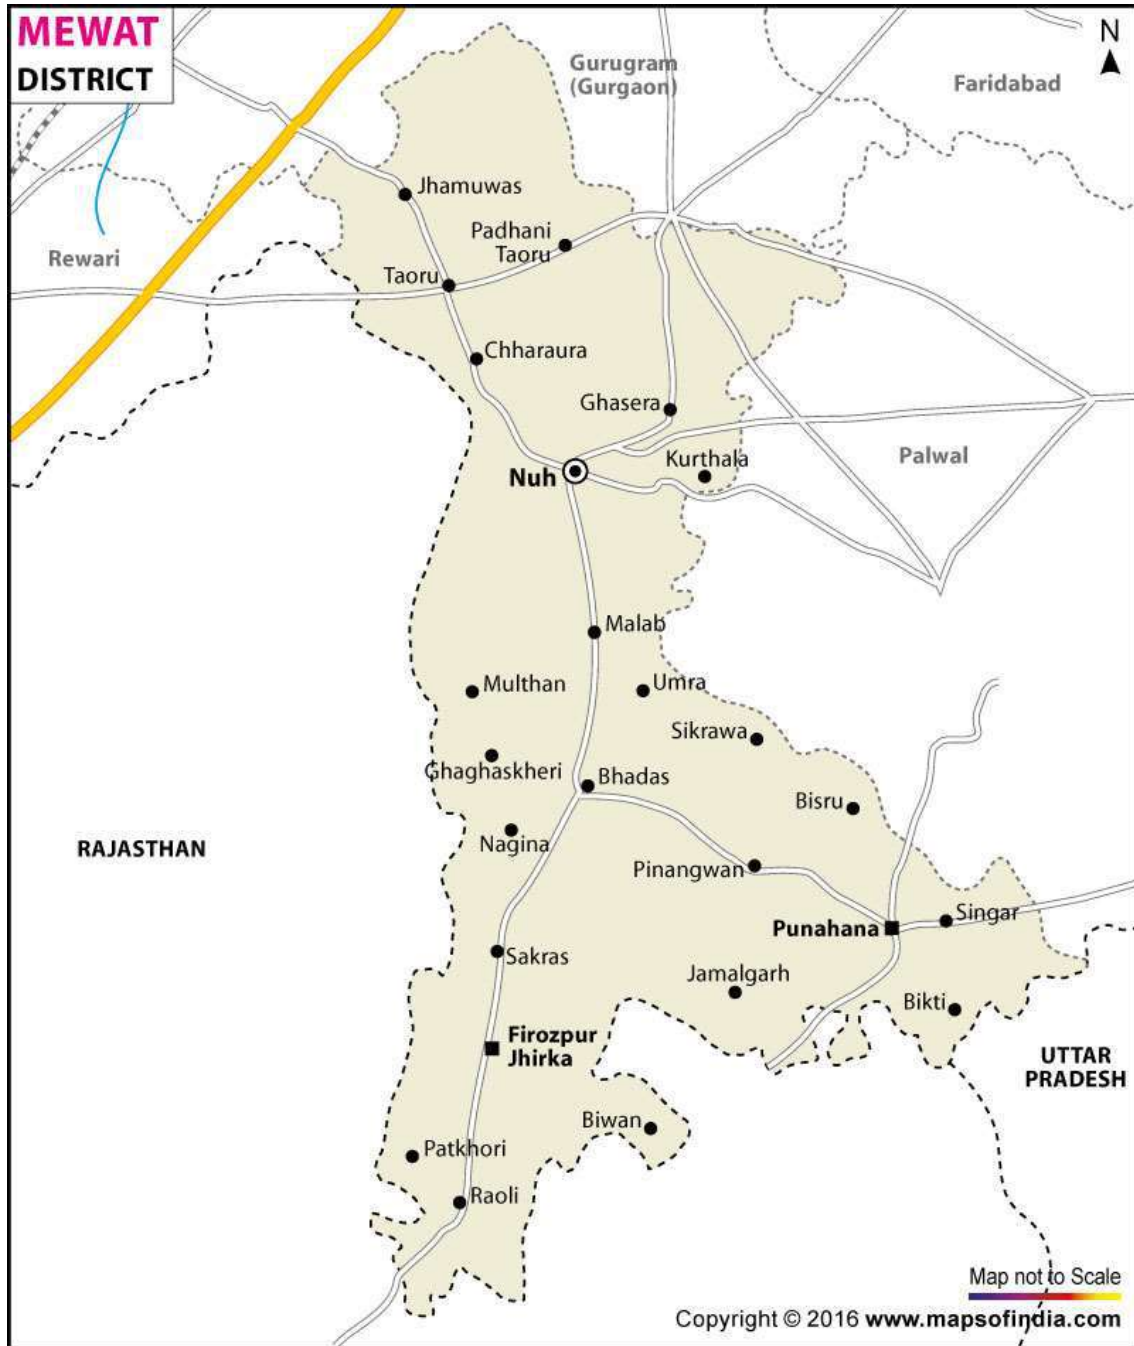 MEWAT
DISTRICT
N
Gurugram
(Gurgaon)
Faridabad
Jhamuwas
Padhani
Taoru
Rewari
Taoru
Chharaura
Ghasera
Kurthala
Palwal
Nuh
Malab
Multhan
Umra
Sikrawa
Ghaghaskheri
Bhadas
Bisru
Nagina
RAJASTHAN
Pinangwan
Singar
Punahana
Sakras
Jamalgarh
Bikti
Firozpur
Jhirka
UTTAR
PRADESH
Biwan
Patkhori
Raoli
Map not to Scale
Copyright © 2016 www.mapsofindia.com